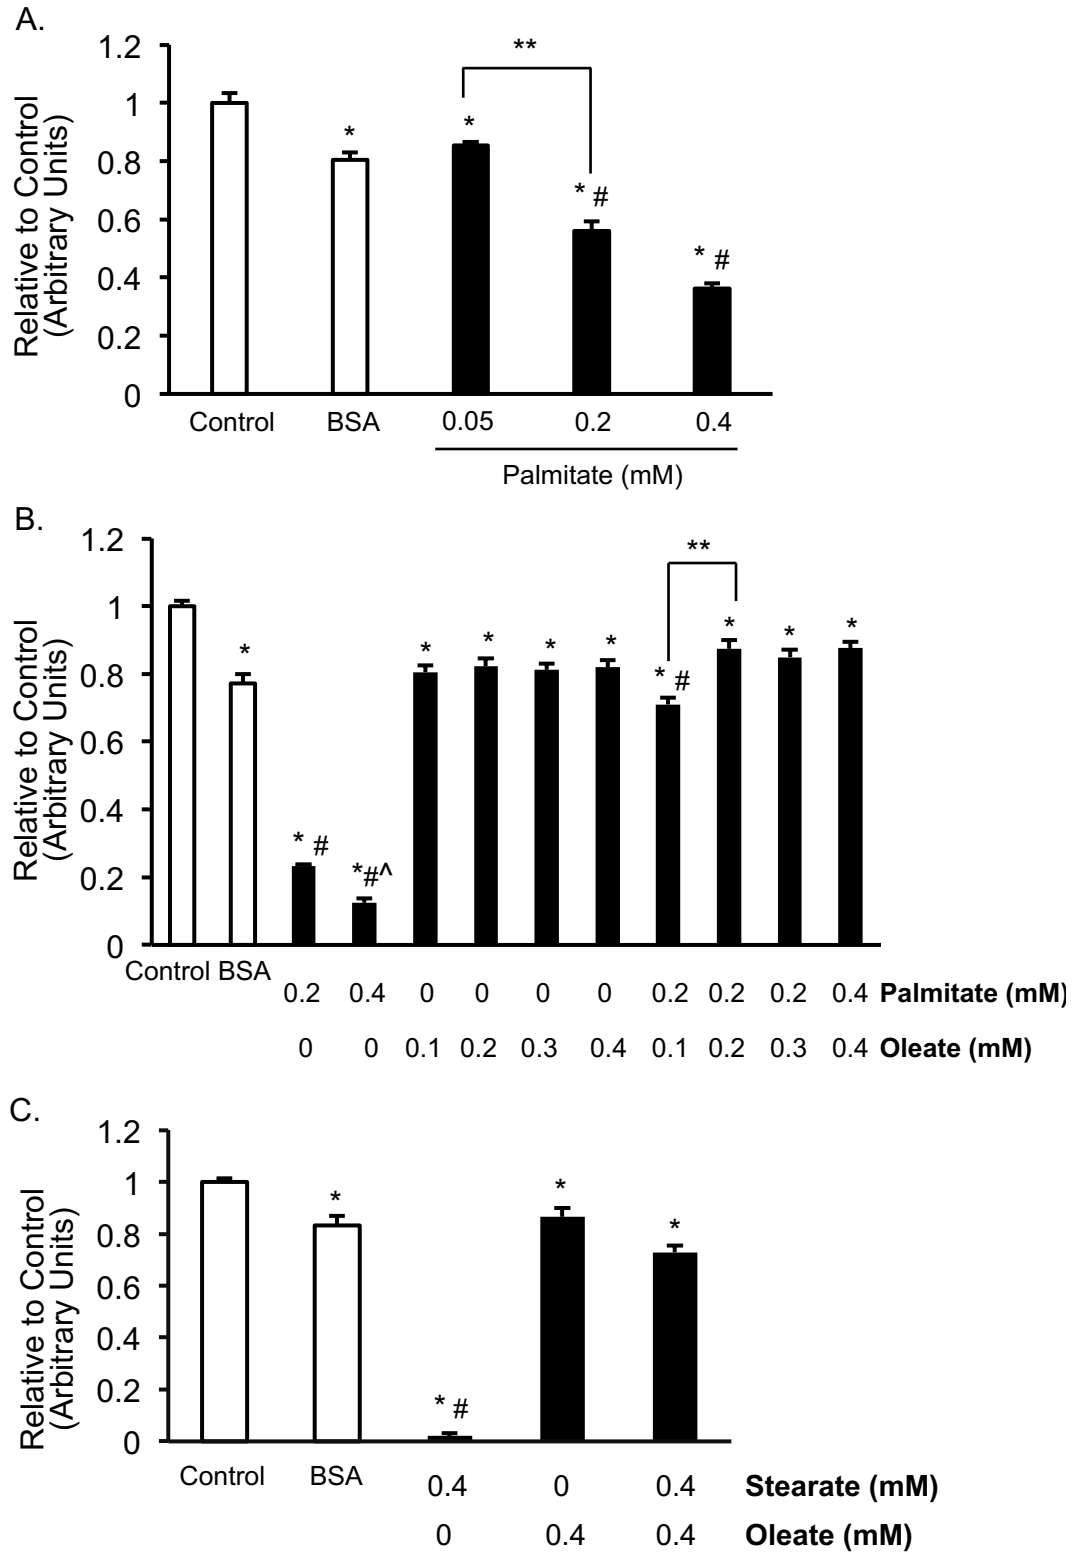 A.
Relative to Control
(Arbitrary Units)
1.2
1
0.8
0.6
0.4
0.2
0
**
*
*
* #
* #
Control BSA 0.05 0.2 0.4
Palmitate (mM)
B.
Relative to Control
(Arbitrary Units)
1.2
1
0.8
0.6
0.4
0.2
0
**
*
* #
*#^
*
*
*
*
* #
*
*
*
Control BSA
0.2 0.4 0 0 0 0 0.2 0.2 0.2 0.4 Palmitate (mM)
0 0 0.1 0.2 0.3 0.4 0.1 0.2 0.3 0.4 Oleate (mM)
C.
Relative to Control
(Arbitrary Units)
1.2
1
0.8
0.6
0.4
0.2
0
*
* #
*
*
Control BSA
0.4 0 0.4 Stearate (mM)
0 0.4 0.4 Oleate (mM)